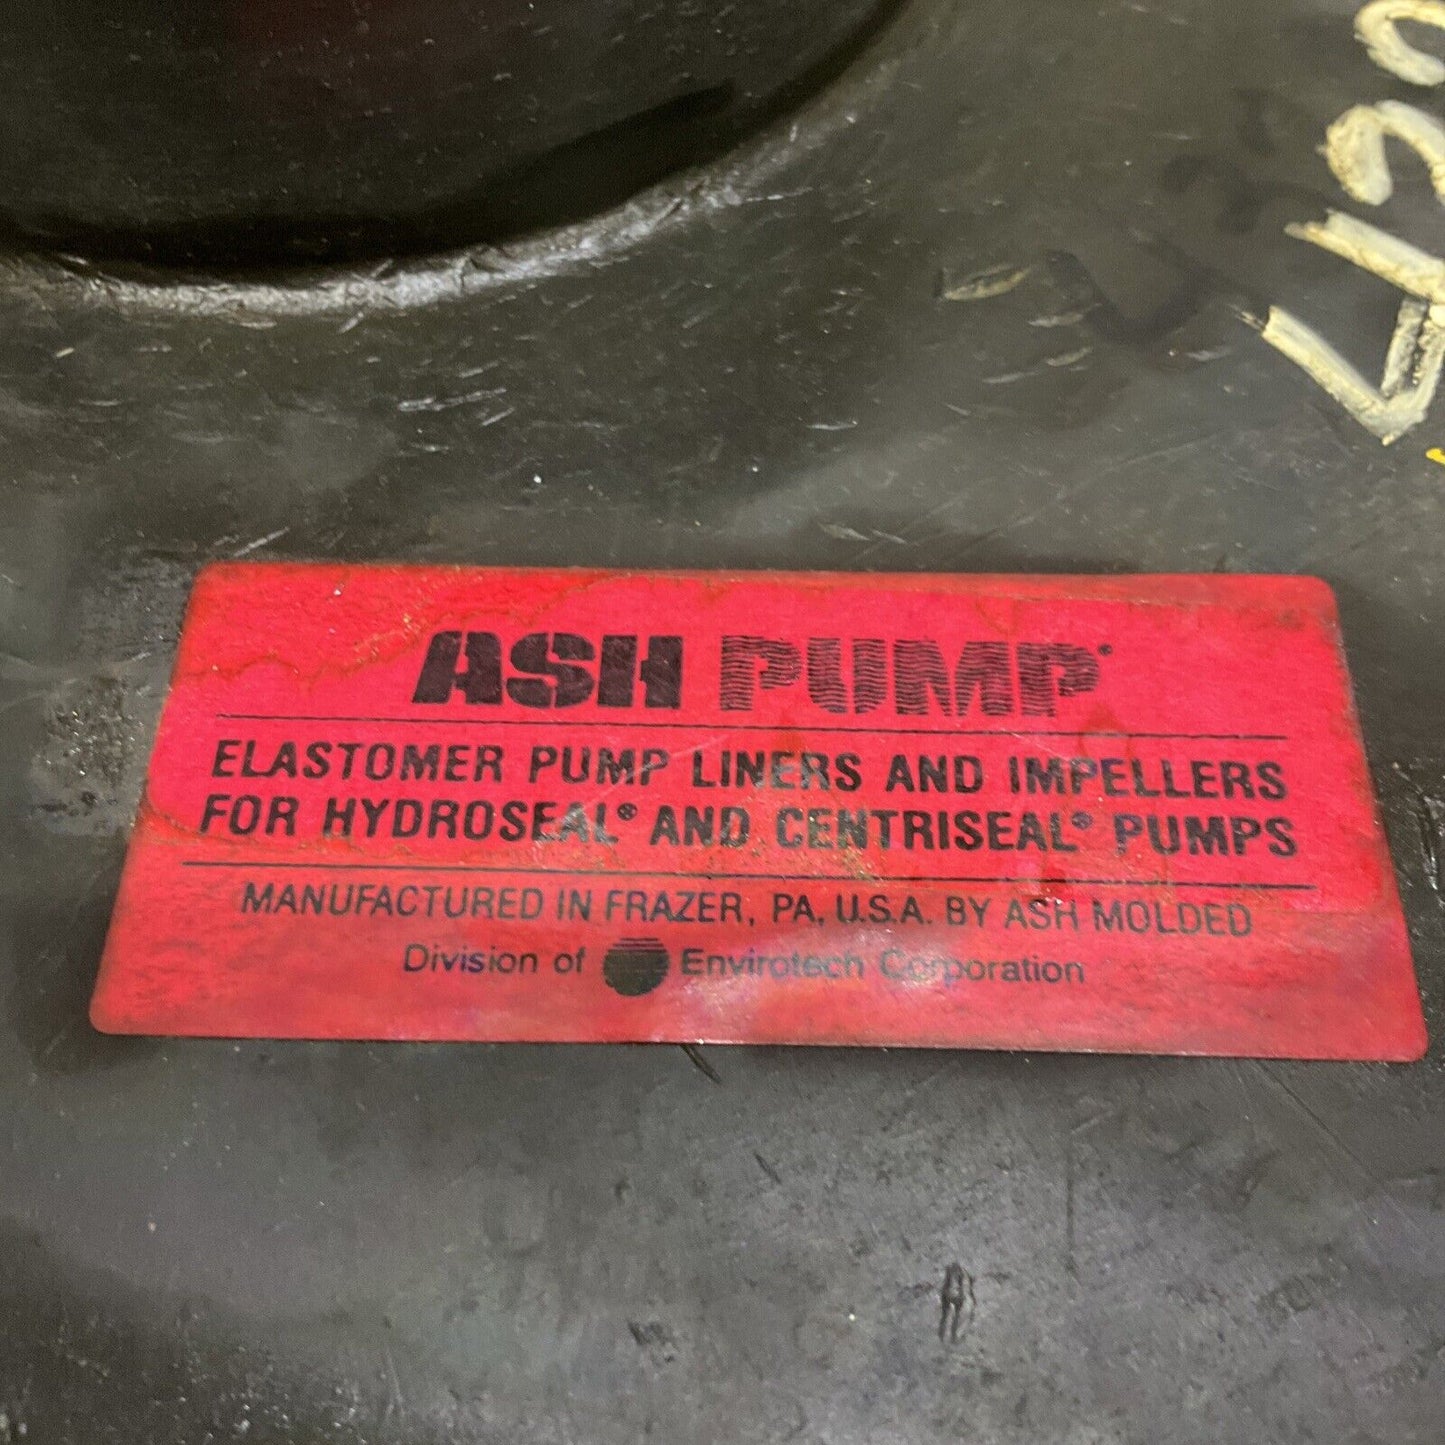 ASH PUMP®
ELASTOMER PUMP LINERS AND IMPELLERS
FOR HYDROSEAL® AND CENTRISEAL® PUMPS
MANUFACTURED IN FRAZER, PA, U.S.A. BY ASH MOLDED
Division of Envirotech Corporation